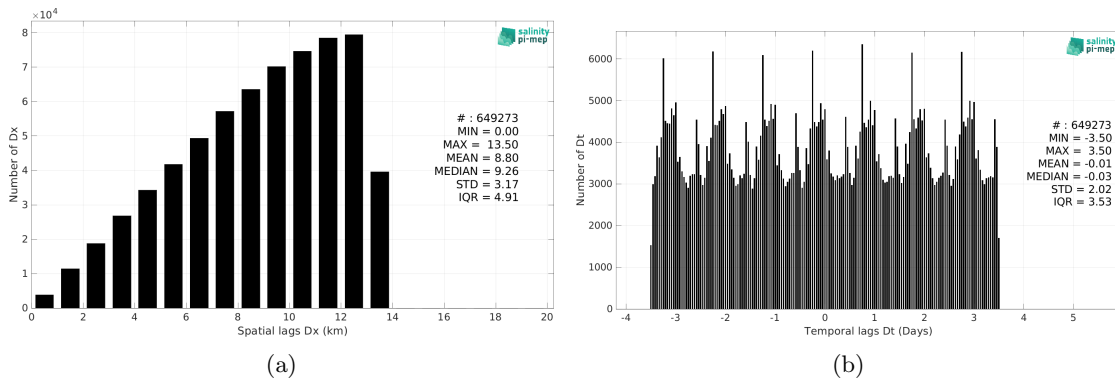 ×10⁴
8
7
6
5
4
3
2
1
0
Number of Dx
salinity
pi-mep
# : 649273
MIN = 0.00
MAX = 13.50
MEAN = 8.80
MEDIAN = 9.26
STD = 3.17
IQR = 4.91
0 2 4 6 8 10 12 14 16 18 20
Spatial lags Dx (km)
(a)
6000
5000
4000
3000
2000
1000
0
Number of Dt
salinity
pi-mep
# : 649273
MIN = -3.50
MAX = 3.50
MEAN = -0.01
MEDIAN = -0.03
STD = 2.02
IQR = 3.53
-4 -3 -2 -1 0 1 2 3 4 5
Temporal lags Dt (Days)
(b)